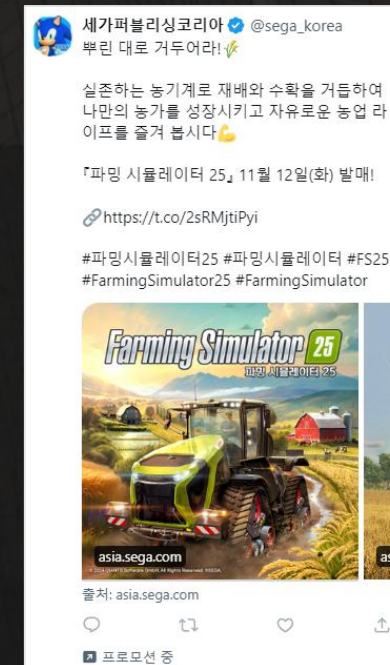 세가퍼블리싱코리아 @sega_korea
뿌린 대로 거두어라!🌾
실존하는 농기계로 재배와 수확을 거듭하여
나만의 농가를 성장시키고 자유로운 농업 라
이프를 즐겨 봅시다💪
『파밍 시뮬레이터 25』 11월 12일(화) 발매!
🔗https://t.co/2sRMjtiPyi
#파밍시뮬레이터25 #파밍시뮬레이터 #FS25
#FarmingSimulator25 #FarmingSimulator
Farming Simulator 25
파밍 시뮬레이터 25
asia.sega.com
as
출처: asia.sega.com
프로모션 중